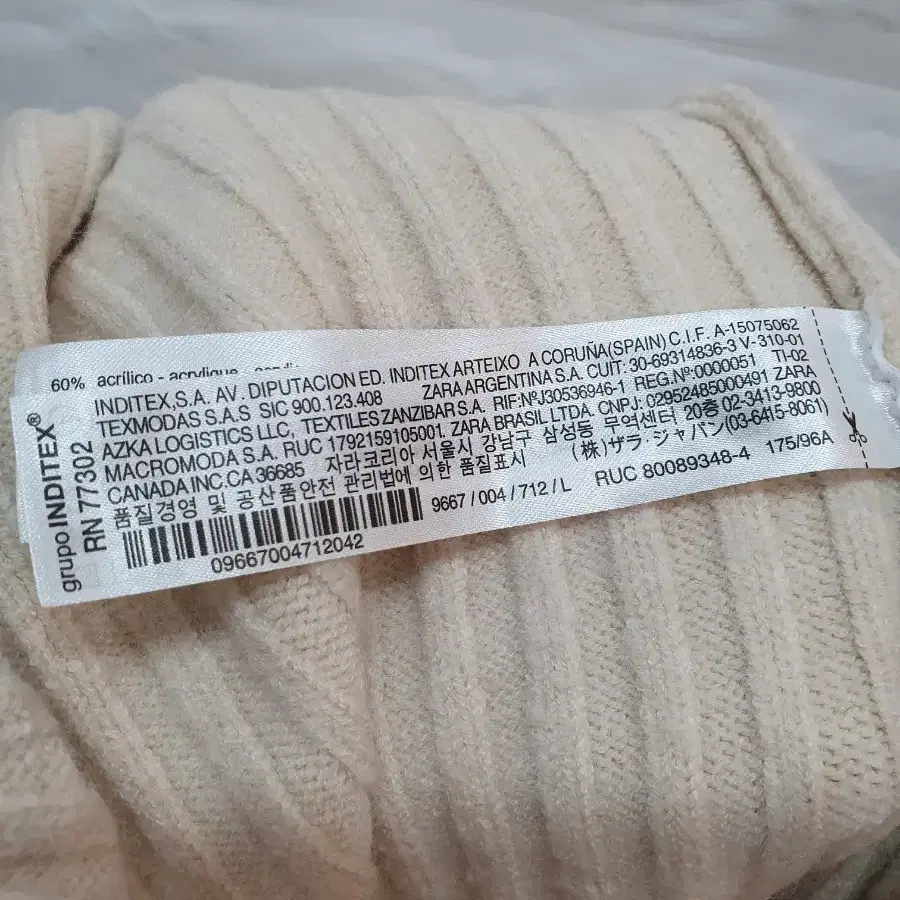 60% acrílico - acrylique -
grupo INDITEX®
RN 77302
INDITEX,S.A. AV. DIPUTACION ED. INDITEX ARTEIXO A CORUÑA(SPAIN) C.I.F. A-15075062
TEXMODAS S.A.S SIC 900.123.408 ZARA ARGENTINA S.A. CUIT: 30-69314836-3 V-310-01
AZKA LOGISTICS LLC, TEXTILES ZANZIBAR S.A. RIF:NºJ30536946-1 REG.Nº:0000051 TI-02
MACROMODA S.A. RUC 1792159105001, ZARA BRASIL LTDA. CNPJ: 02952485000491 ZARA
CANADA INC.CA 36685 자라코리아 서울시 강남구 삼성동 무역센터 20층 02-3413-9800
품질경영 및 공산품안전 관리법에 의한 품질표시 (株)ザラ・ジャパン(03-6415-8061)
9667 / 004 / 712 / L RUC 80089348-4 175/96A
09667004712042